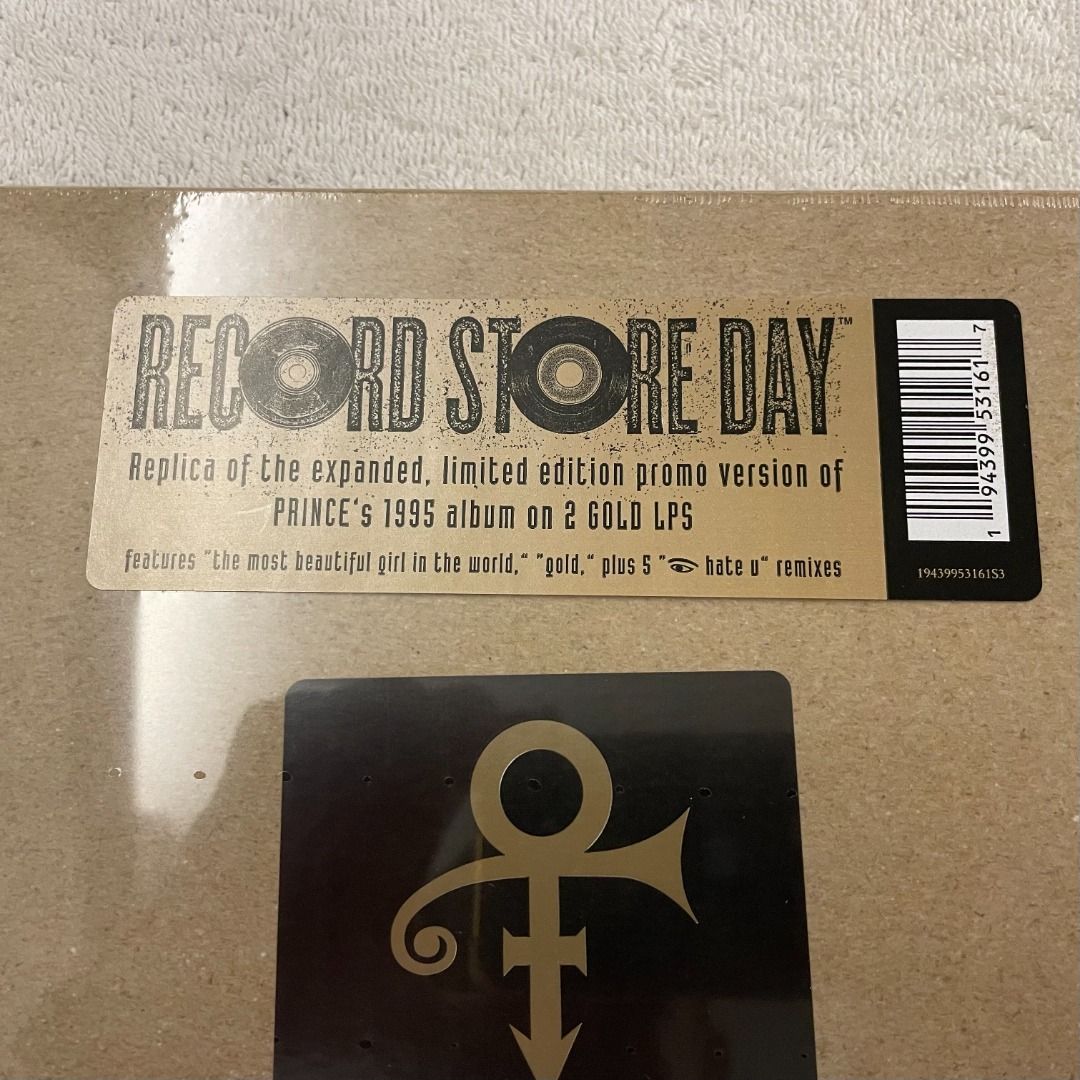 RECORD STORE DAY™
Replica of the expanded, limited edition promo version of
PRINCE's 1995 album on 2 GOLD LPS
features "the most beautiful girl in the world," "gold," plus 5 "👁 hate u" remixes
1 94399 53161 7
19439953161S3